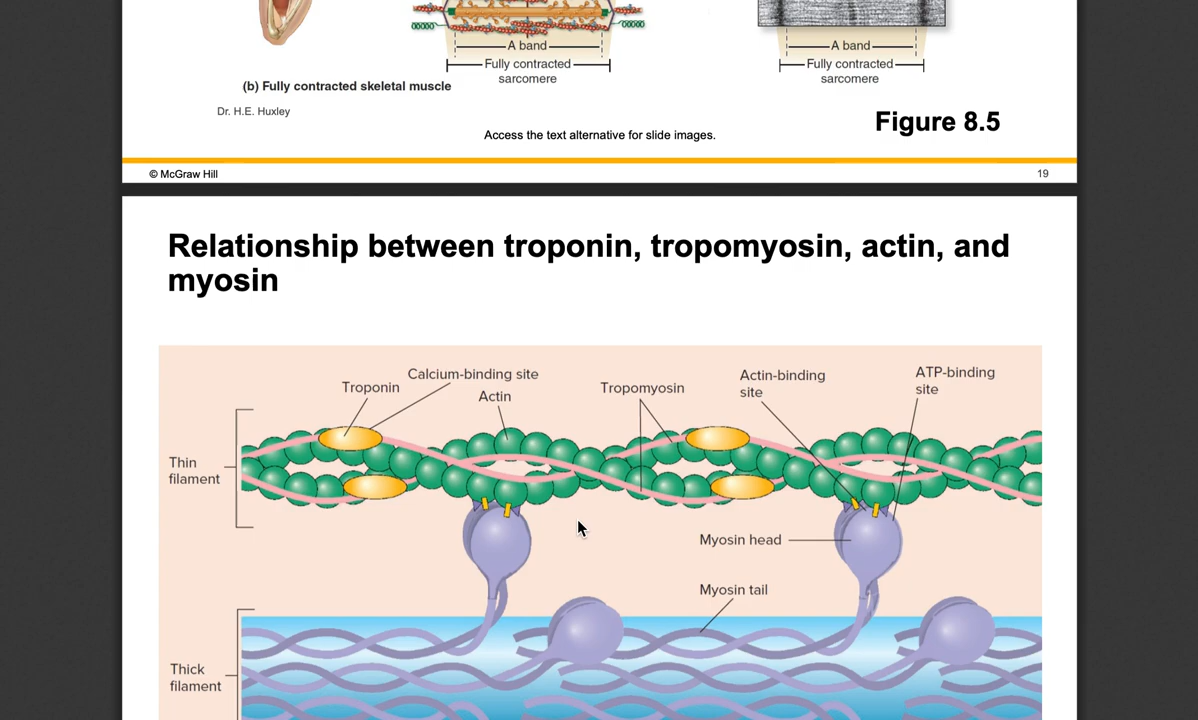 A band
A band
Fully contracted
sarcomere
Fully contracted
sarcomere
(b) Fully contracted skeletal muscle
Dr. H.E. Huxley
Figure 8.5
Access the text alternative for slide images.
© McGraw Hill
19
Relationship between troponin, tropomyosin, actin, and
myosin
Troponin
Calcium-binding site
Actin
Tropomyosin
Actin-binding
site
ATP-binding
site
Thin
filament
Myosin head
Myosin tail
Thick
filament